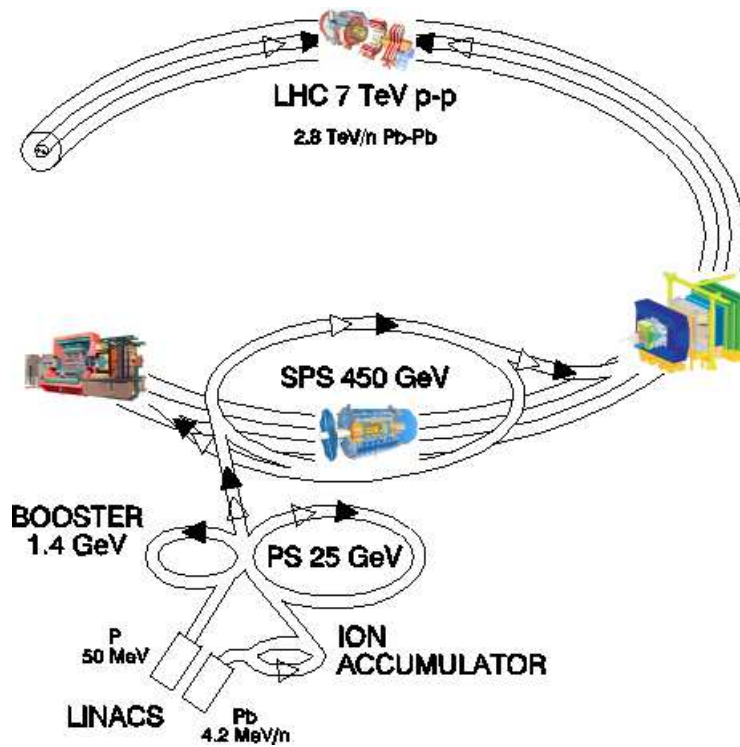 LHC 7 TeV p-p
2.8 TeV/n Pb-Pb
SPS 450 GeV
BOOSTER
1.4 GeV
PS 25 GeV
P
50 MeV
ION
ACCUMULATOR
LINACS
Pb
4.2 MeV/n